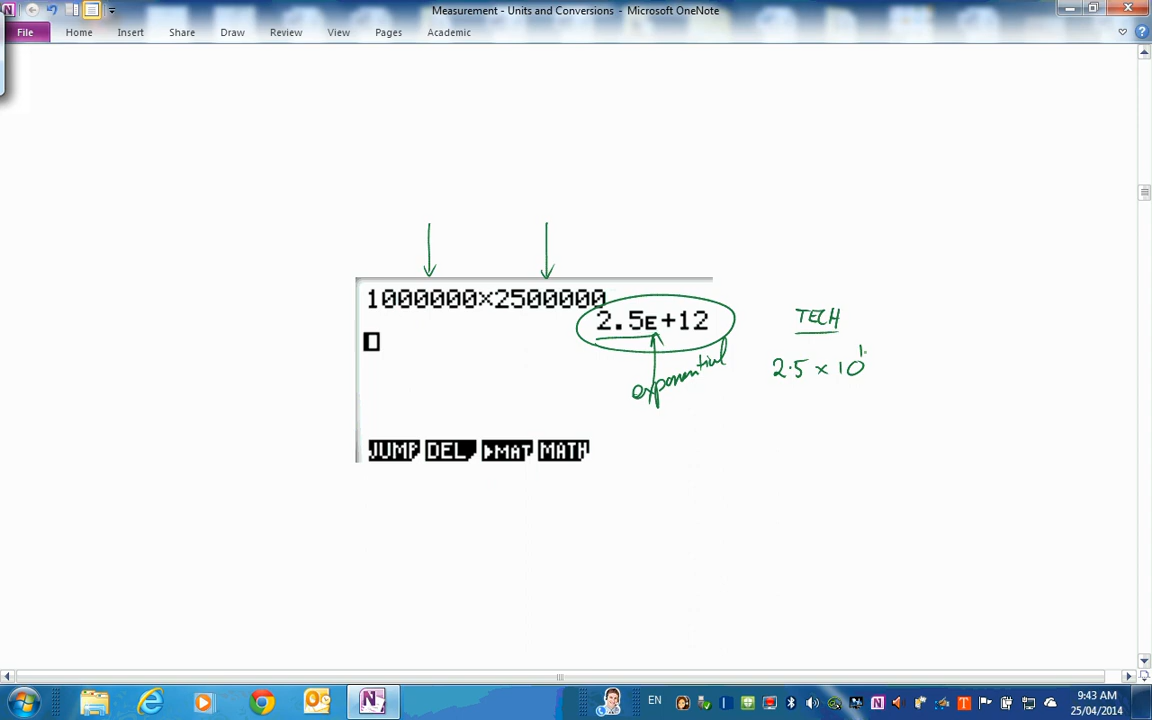 Measurement - Units and Conversions - Microsoft OneNote
File Home Insert Share Draw Review View Pages Academic
1000000×2500000
2.5E+12
TECH
exponential
2.5 × 10
JUMP DEL ▶MAT MATH
EN
9:43 AM
25/04/2014